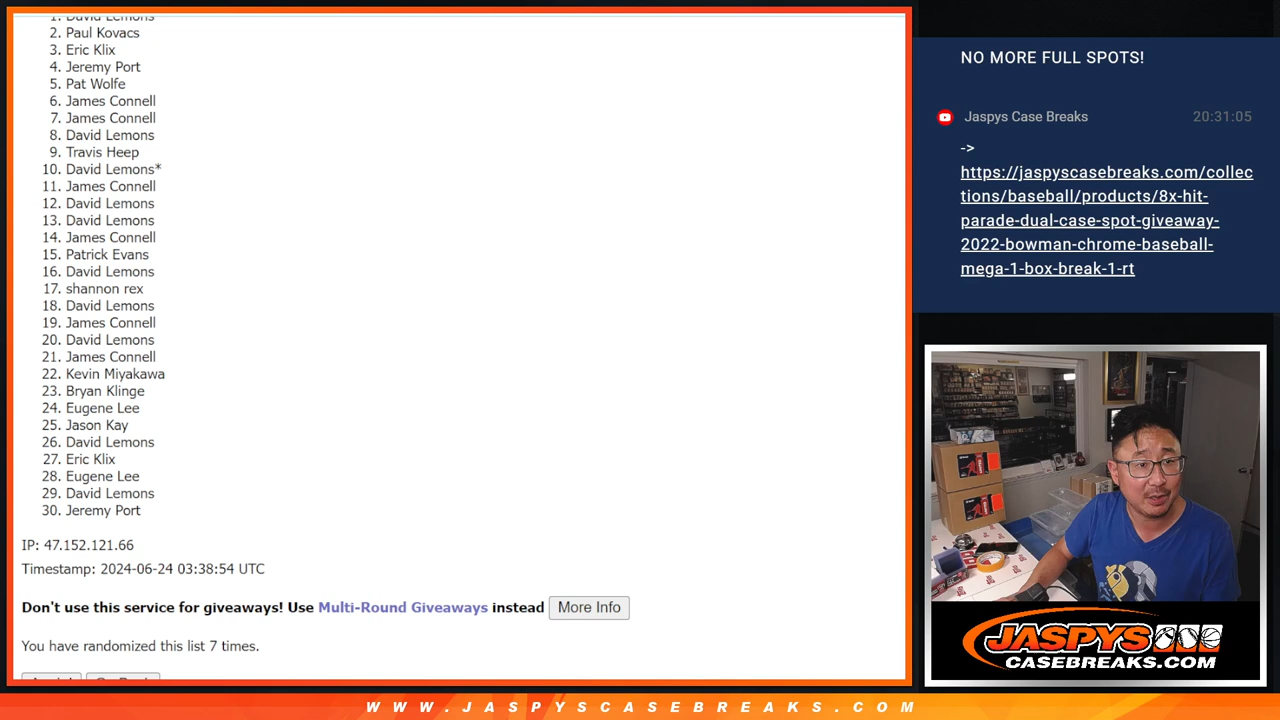 1. David Lemons
2. Paul Kovacs
3. Eric Klix
4. Jeremy Port
5. Pat Wolfe
6. James Connell
7. James Connell
8. David Lemons
9. Travis Heep
10. David Lemons*
11. James Connell
12. David Lemons
13. David Lemons
14. James Connell
15. Patrick Evans
16. David Lemons
17. shannon rex
18. David Lemons
19. James Connell
20. David Lemons
21. James Connell
22. Kevin Miyakawa
23. Bryan Klinge
24. Eugene Lee
25. Jason Kay
26. David Lemons
27. Eric Klix
28. Eugene Lee
29. David Lemons
30. Jeremy Port
IP: 47.152.121.66
Timestamp: 2024-06-24 03:38:54 UTC
Don't use this service for giveaways! Use Multi-Round Giveaways instead More Info
You have randomized this list 7 times.
NO MORE FULL SPOTS!
Jaspys Case Breaks 20:31:05
->
https://jaspyscasebreaks.com/collec
tions/baseball/products/8x-hit-
parade-dual-case-spot-giveaway-
2022-bowman-chrome-baseball-
mega-1-box-break-1-rt
JASPYS
CASEBREAKS.COM
WWW.JASPYSCASEBREAKS.COM